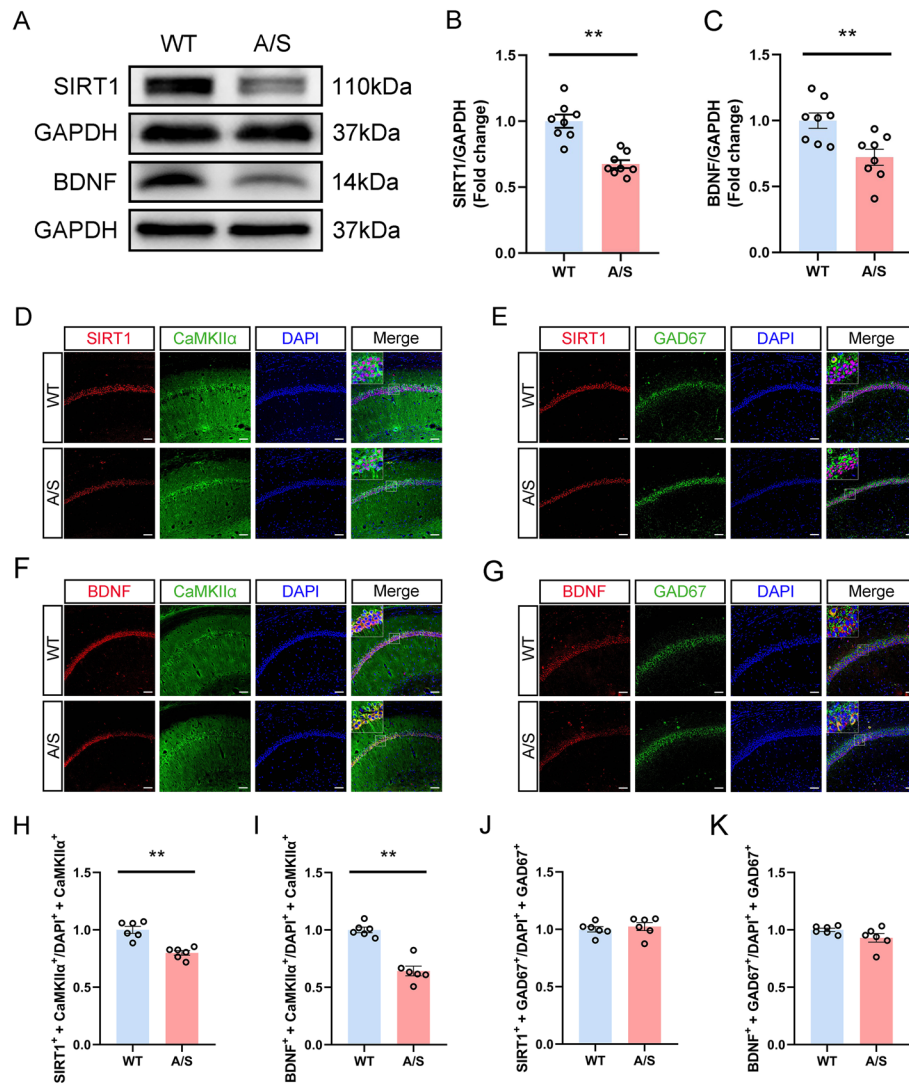 A
WT A/S
SIRT1 110kDa
GAPDH 37kDa
BDNF 14kDa
GAPDH 37kDa
B
SIRT1/GAPDH
(Fold change)
1.5
1.0
0.5
0.0
**
WT A/S
C
BDNF/GAPDH
(Fold change)
1.5
1.0
0.5
0.0
**
WT A/S
D
SIRT1 CaMKIIα DAPI Merge
WT
A/S
E
SIRT1 GAD67 DAPI Merge
WT
A/S
F
BDNF CaMKIIα DAPI Merge
WT
A/S
G
BDNF GAD67 DAPI Merge
WT
A/S
H
SIRT1⁺ + CaMKIIα⁺/DAPI⁺ + CaMKIIα⁺
1.5
1.0
0.5
0.0
**
WT A/S
I
BDNF⁺ + CaMKIIα⁺/DAPI⁺ + CaMKIIα⁺
1.5
1.0
0.5
0.0
**
WT A/S
J
SIRT1⁺ + GAD67⁺/DAPI⁺ + GAD67⁺
1.5
1.0
0.5
0.0
WT A/S
K
BDNF⁺ + GAD67⁺/DAPI⁺ + GAD67⁺
1.5
1.0
0.5
0.0
WT A/S